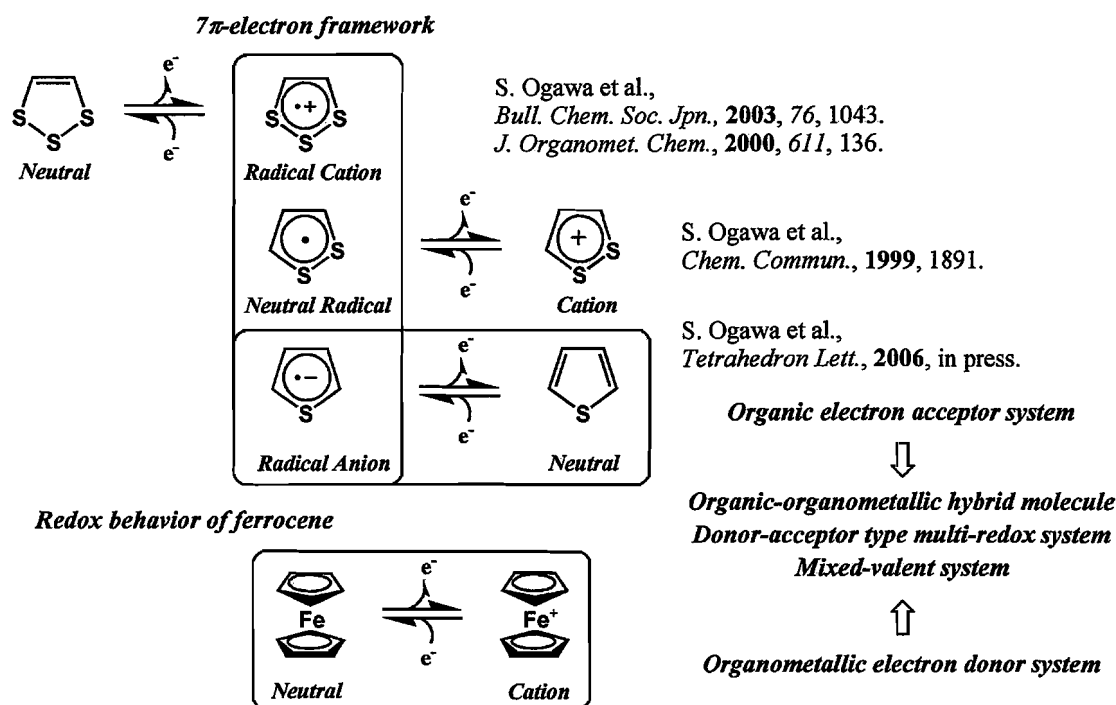 7π-electron framework
e-
e-
S S S
Neutral
•+
S S S
Radical Cation
S. Ogawa et al.,
Bull. Chem. Soc. Jpn., 2003, 76, 1043.
J. Organomet. Chem., 2000, 611, 136.
•
S
S
Neutral Radical
e-
e-
+
S
S
Cation
S. Ogawa et al.,
Chem. Commun., 1999, 1891.
•−
S
Radical Anion
e-
e-
S
Neutral
S. Ogawa et al.,
Tetrahedron Lett., 2006, in press.
Organic electron acceptor system
Organic-organometallic hybrid molecule
Donor-acceptor type multi-redox system
Mixed-valent system
Organometallic electron donor system
Redox behavior of ferrocene
Fe
Neutral
e-
e-
Fe+
Cation